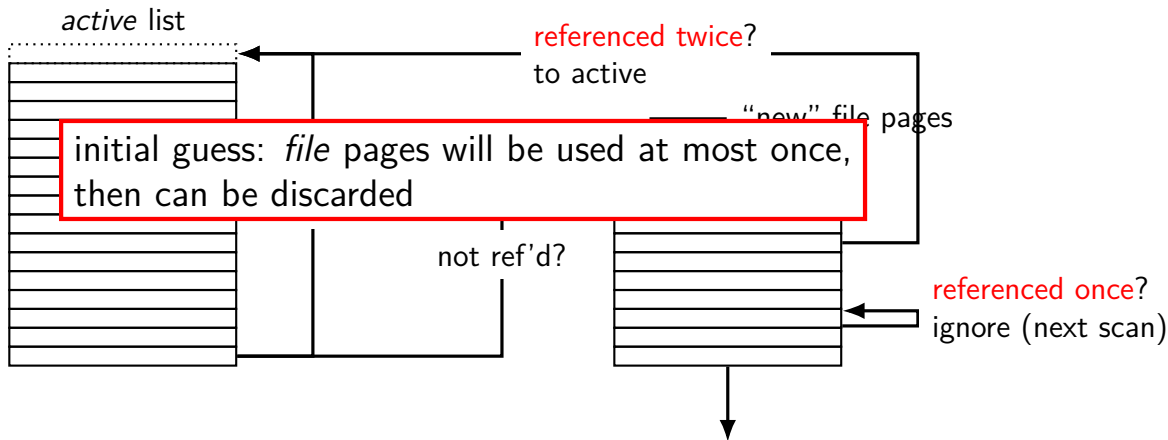 active list
referenced twice?
to active
“new” file pages
initial guess: file pages will be used at most once,
then can be discarded
not ref’d?
referenced once?
ignore (next scan)